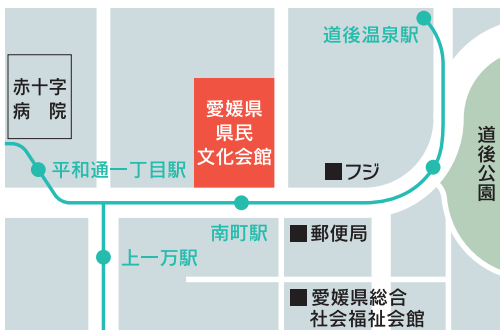 道後温泉駅
赤十字
病　院
愛媛県
県民
文化会館
道後公園
平和通一丁目駅
フジ
南町駅
郵便局
上一万駅
愛媛県総合
社会福祉会館